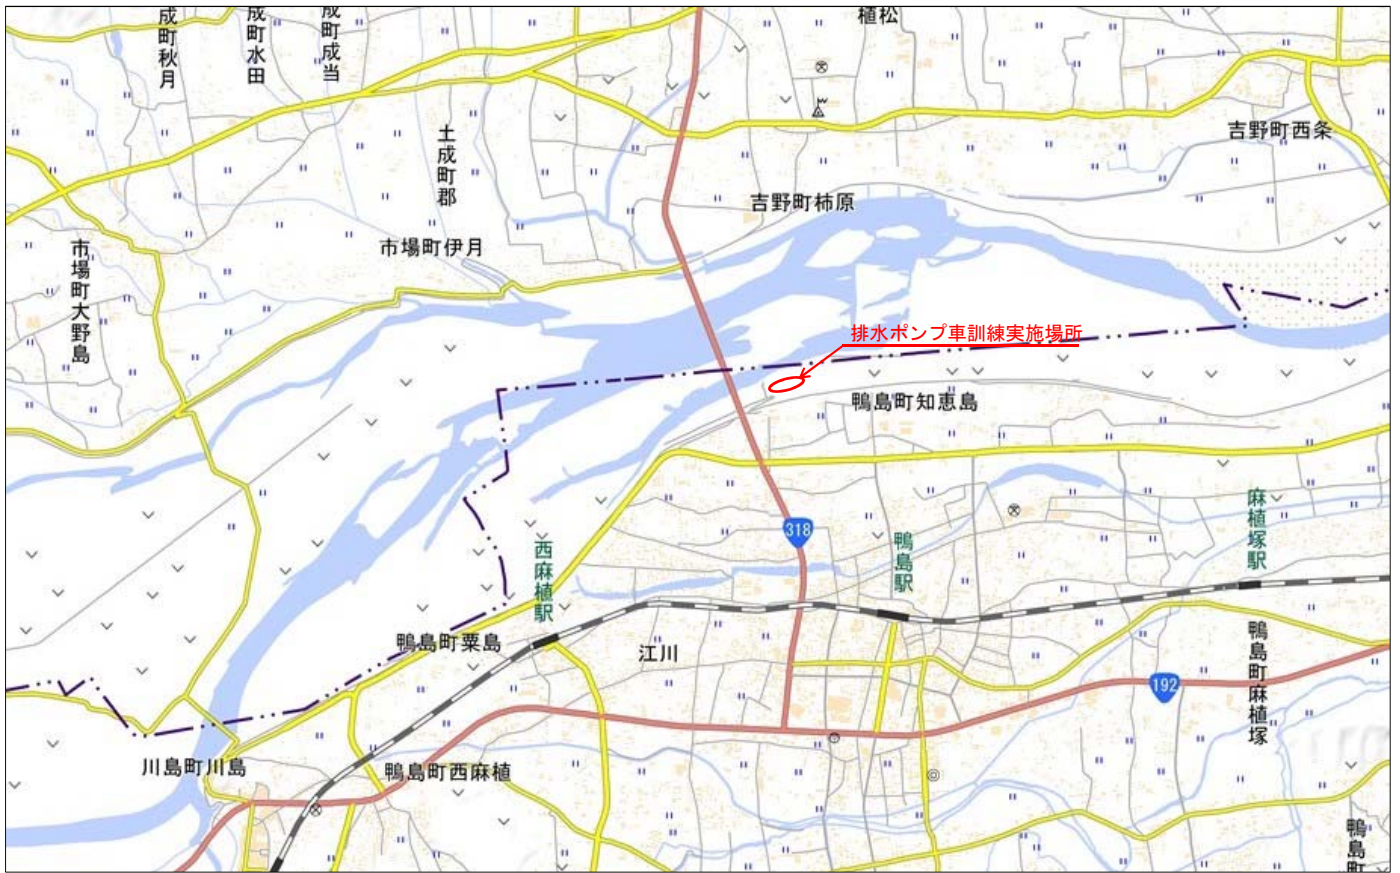 成町秋月
成町水田
成町成当
植松
吉野町西条
土成町郡
吉野町柿原
市場町伊月
市場町大野島
排水ポンプ車訓練実施場所
鴨島町知恵島
318
西麻植駅
鴨島駅
麻植塚駅
鴨島町粟島
江川
鴨島町麻植塚
192
川島町川島
鴨島町西麻植
鴨島町